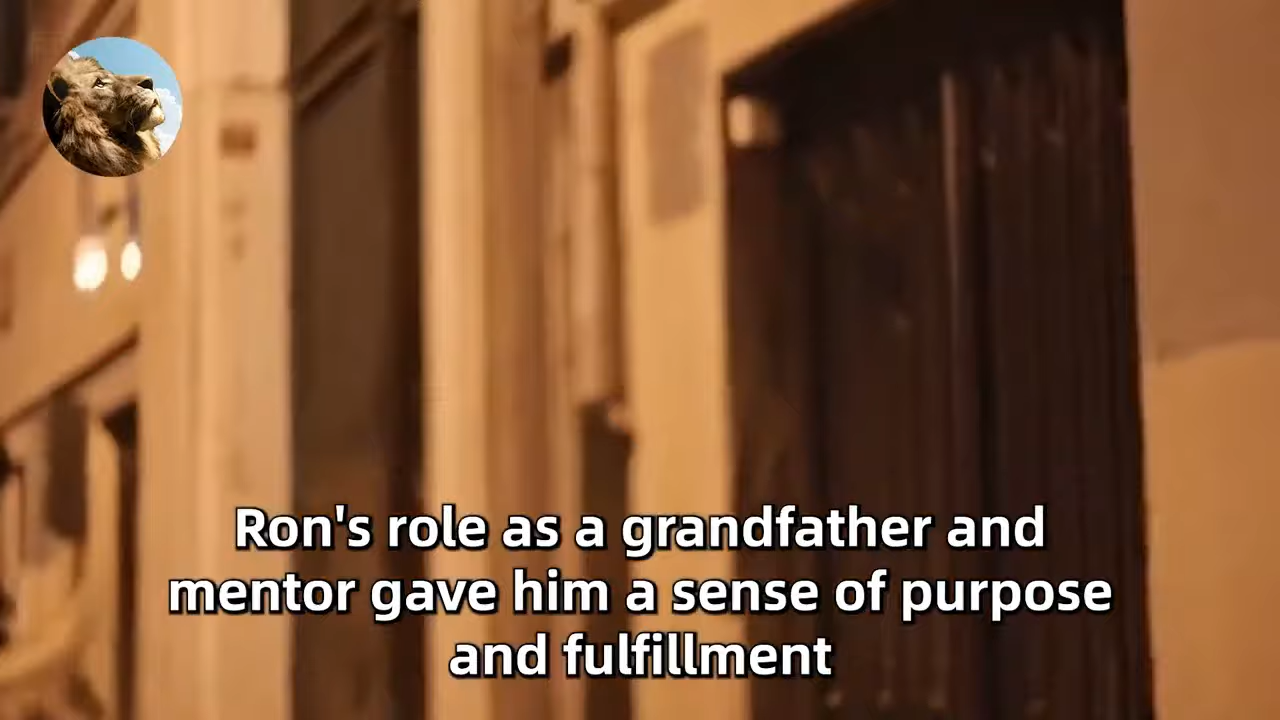 Ron's role as a grandfather and
mentor gave him a sense of purpose
and fulfillment